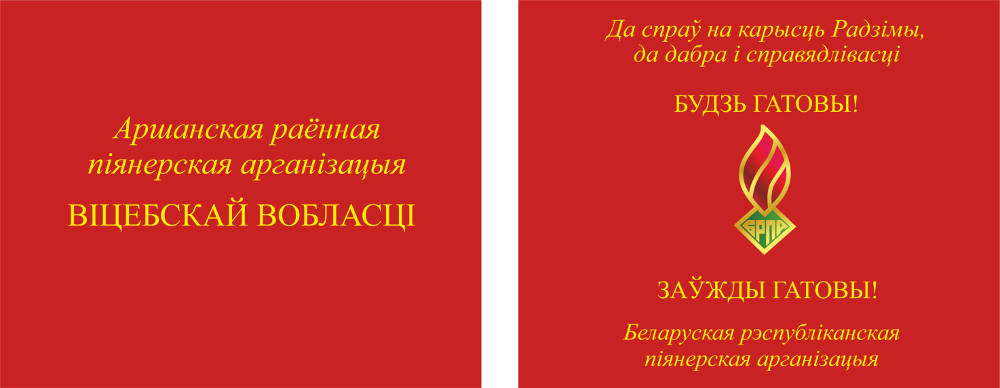 Аршанская раённая
піянерская арганізацыя
ВІЦЕБСКАЙ ВОБЛАСЦІ
Да спраў на карысць Радзімы,
да дабра і справядлівасці
БУДЗЬ ГАТОВЫ!
БРПА
ЗАЎЖДЫ ГАТОВЫ!
Беларуская рэспубліканская
піянерская арганізацыя